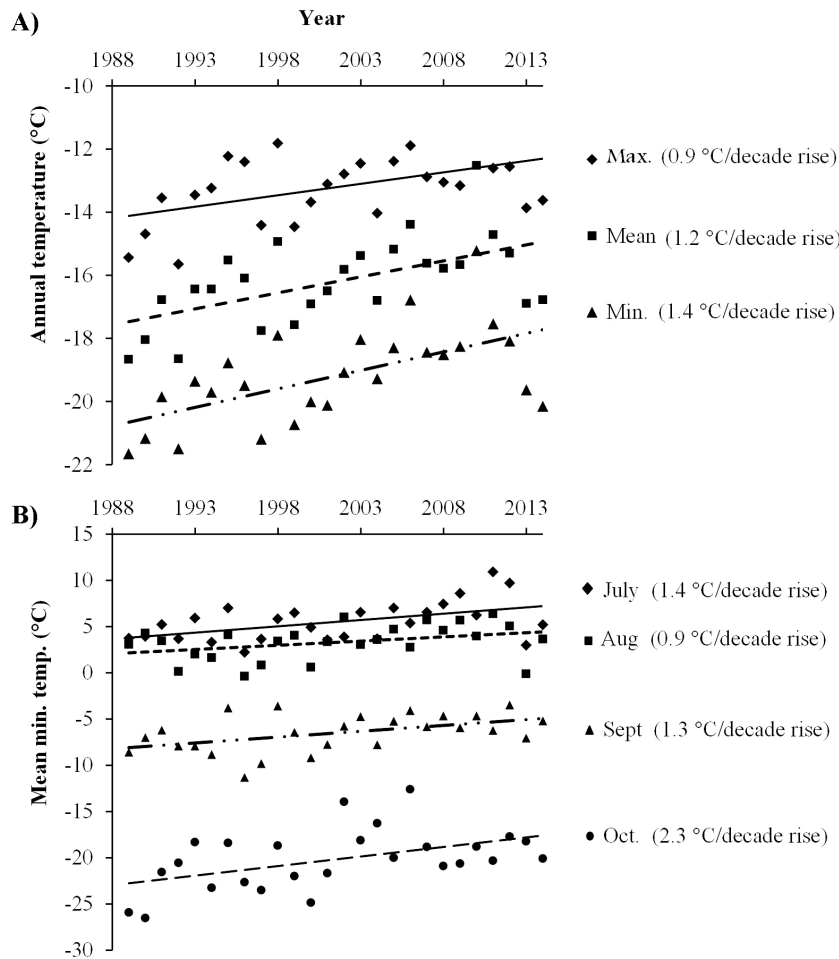 Year
A)
1988 1993 1998 2003 2008 2013
Annual temperature (°C)
-10
-12
-14
-16
-18
-20
-22
Max. (0.9 °C/decade rise)
Mean (1.2 °C/decade rise)
Min. (1.4 °C/decade rise)
B)
1988 1993 1998 2003 2008 2013
Mean min. temp. (°C)
15
10
5
0
-5
-10
-15
-20
-25
-30
July (1.4 °C/decade rise)
Aug (0.9 °C/decade rise)
Sept (1.3 °C/decade rise)
Oct. (2.3 °C/decade rise)